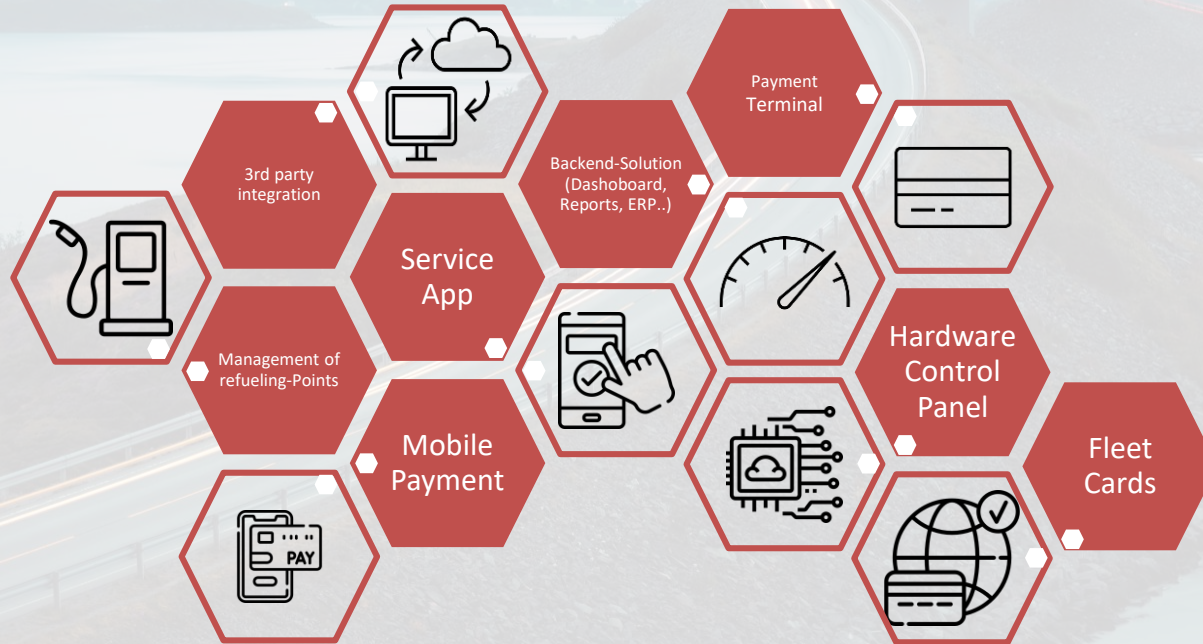 Payment
Terminal
3rd party
integration
Backend-Solution
(Dashoboard,
Reports, ERP..)
Service
App
Management of
refueling-Points
Hardware
Control
Panel
Mobile
Payment
Fleet
Cards
PAY